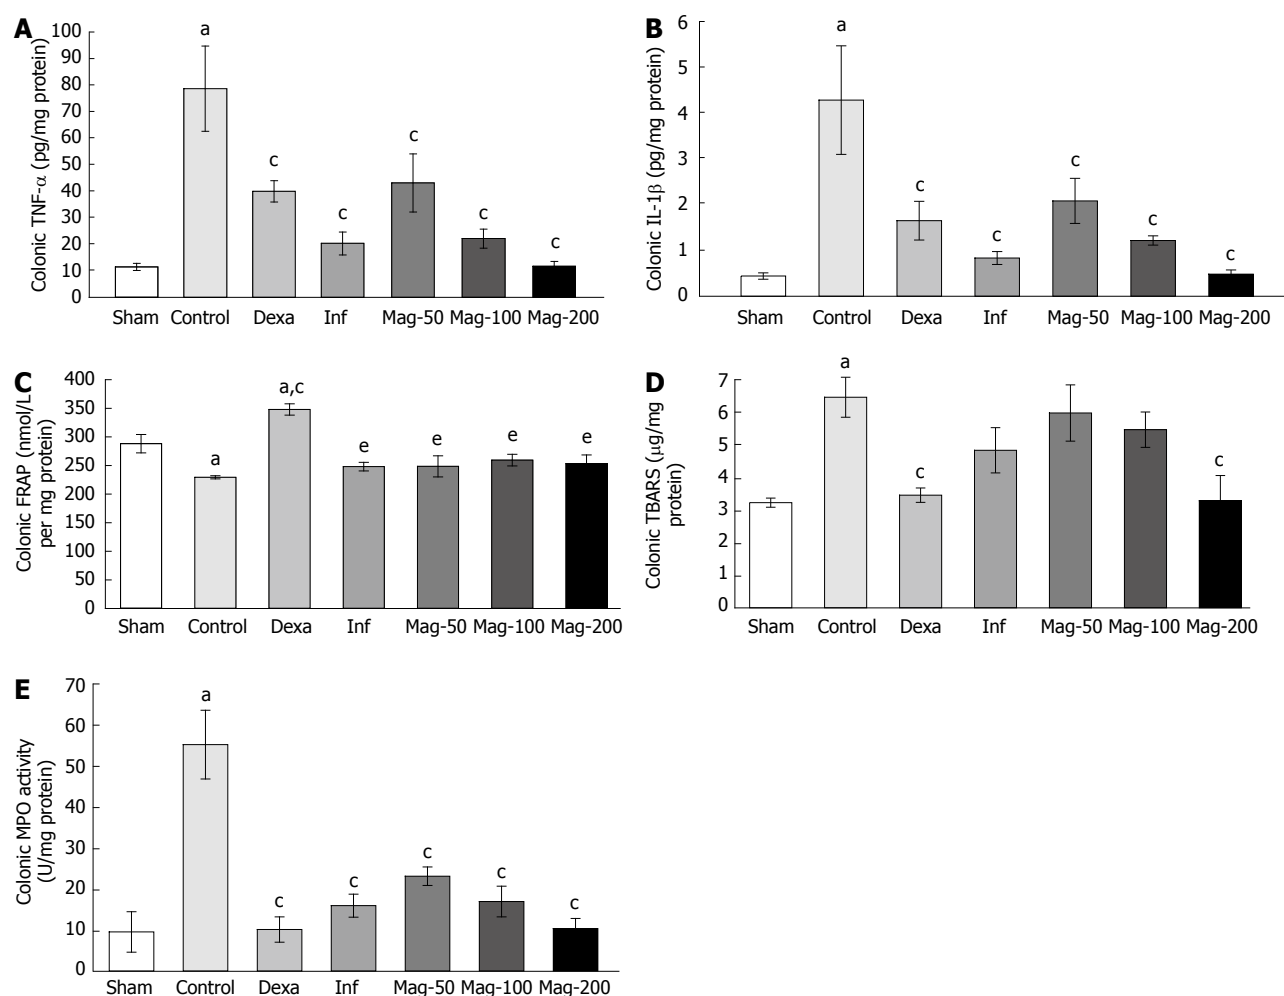 A
Colonic TNF-α (pg/mg protein)
100
90
80
70
60
50
40
30
20
10
0
a
c
c
c
c
c
Sham Control Dexa Inf Mag-50 Mag-100 Mag-200
B
Colonic IL-1β (pg/mg protein)
6
5
4
3
2
1
0
a
c
c
c
c
c
Sham Control Dexa Inf Mag-50 Mag-100 Mag-200
C
Colonic FRAP (nmol/LC
per mg protein)
400
350
300
250
200
150
100
50
0
a
a,c
e
e
e
e
Sham Control Dexa Inf Mag-50 Mag-100 Mag-200
D
Colonic TBARS (μg/mg
protein)
7
6
5
4
3
2
1
0
a
c
c
Sham Control Dexa Inf Mag-50 Mag-100 Mag-200
E
Colonic MPO activity
(U/mg protein)
70
60
50
40
30
20
10
0
a
c
c
c
c
c
Sham Control Dexa Inf Mag-50 Mag-100 Mag-200